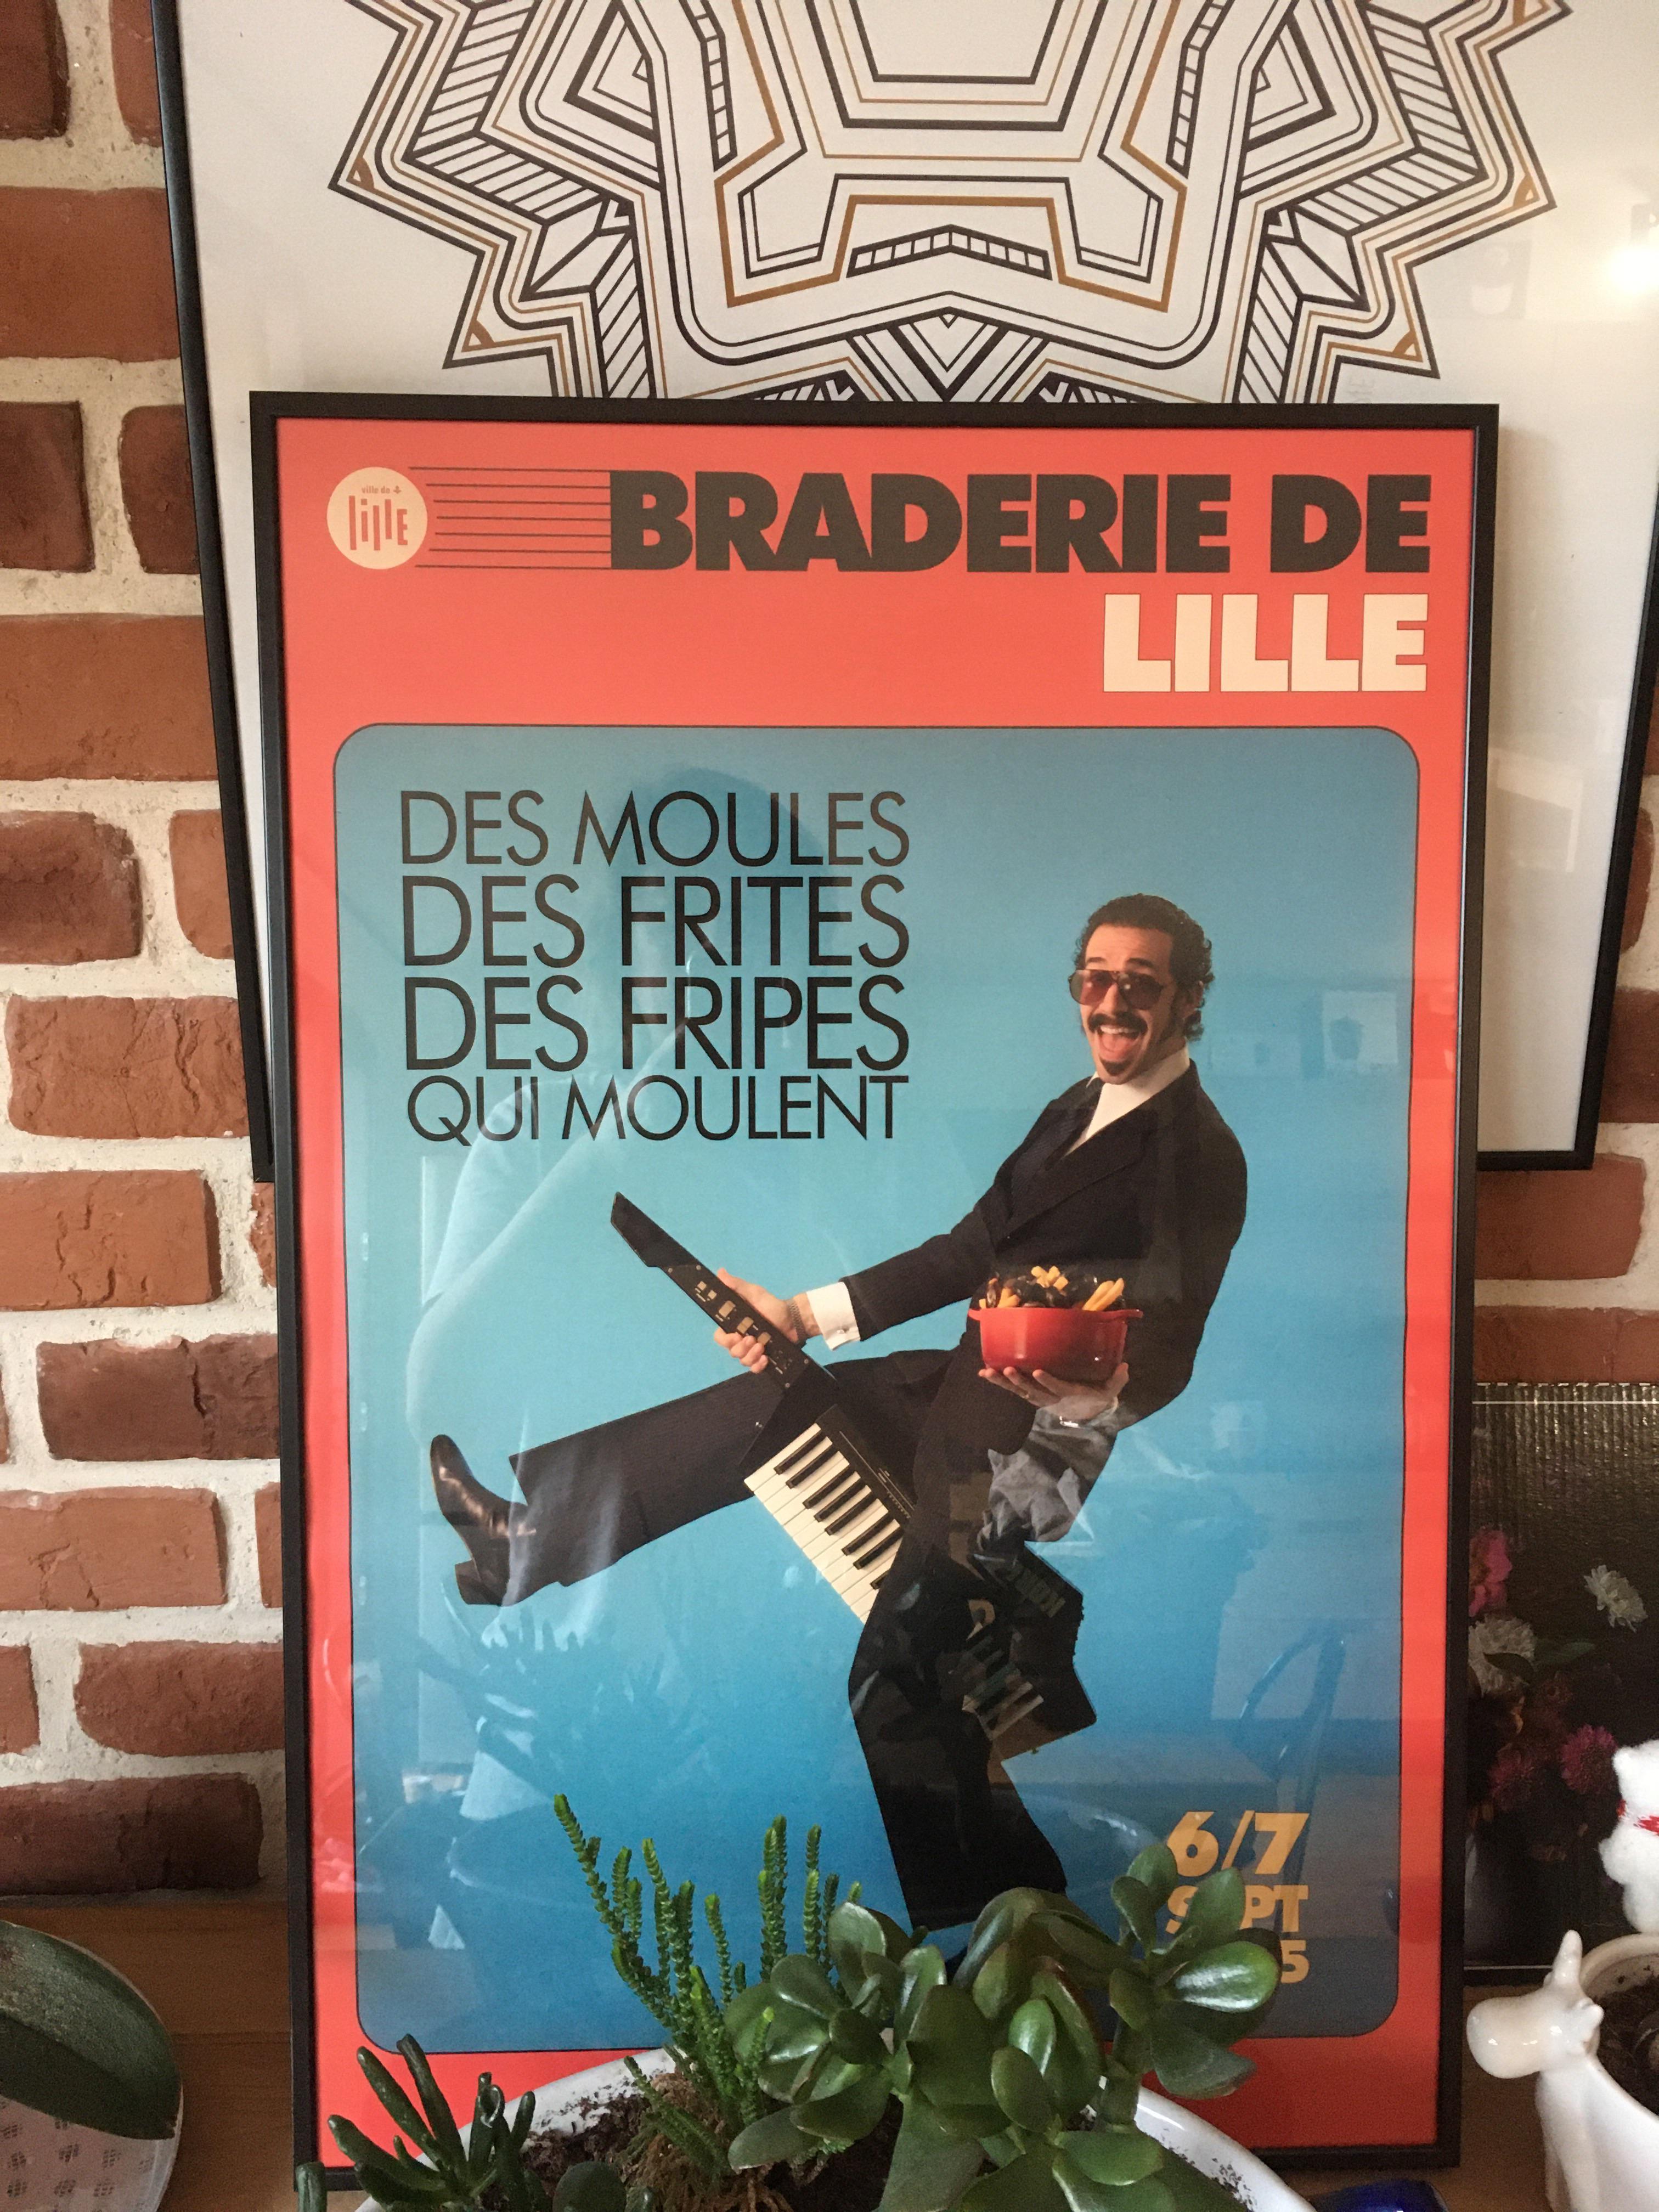 ville de
lille
BRADERIE DE
LILLE
DES MOULES
DES FRITES
DES FRIPES
QUI MOULENT
6/7